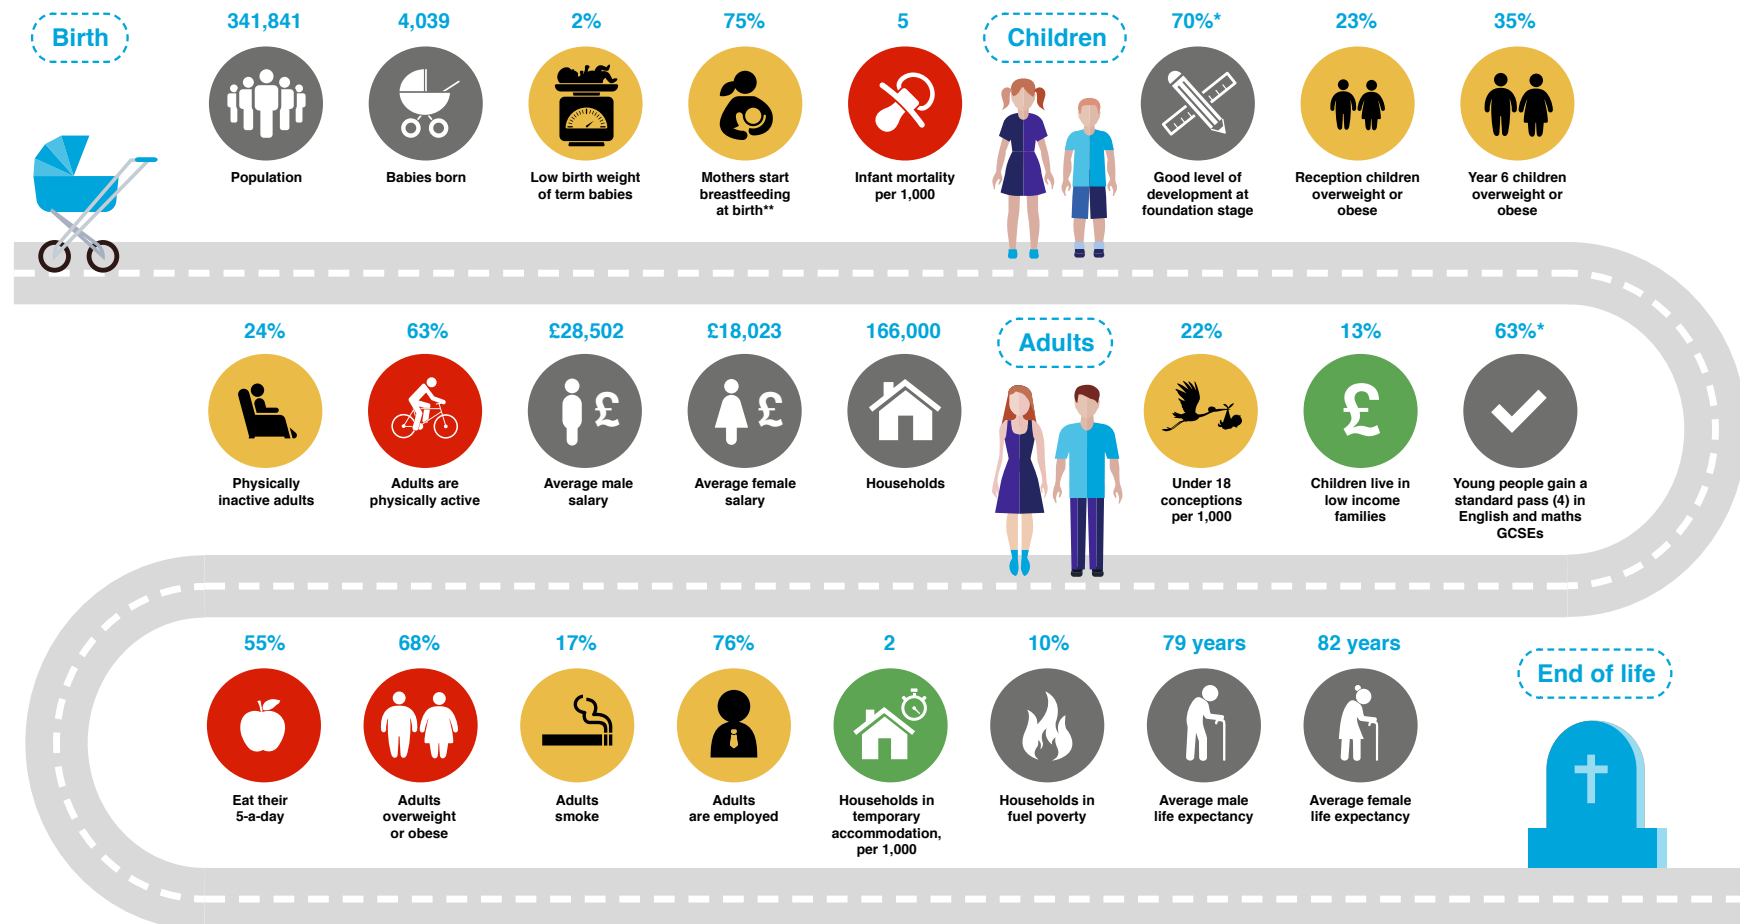 Birth
341,841
Population
4,039
Babies born
2%
Low birth weight
of term babies
75%
Mothers start
breastfeeding
at birth**
5
Infant mortality
per 1,000
Children
70%*
Good level of
development at
foundation stage
23%
Reception children
overweight or
obese
35%
Year 6 children
overweight or
obese
24%
Physically
inactive adults
63%
Adults are
physically active
£28,502
£
Average male
salary
£18,023
£
Average female
salary
166,000
Households
Adults
22%
Under 18
conceptions
per 1,000
13%
£
Children live in
low income
families
63%*
Young people gain a
standard pass (4) in
English and maths
GCSEs
55%
Eat their
5-a-day
68%
Adults
overweight
or obese
17%
Adults
smoke
76%
Adults
are employed
2
Households in
temporary
accommodation,
per 1,000
10%
Households in
fuel poverty
79 years
Average male
life expectancy
82 years
Average female
life expectancy
End of life